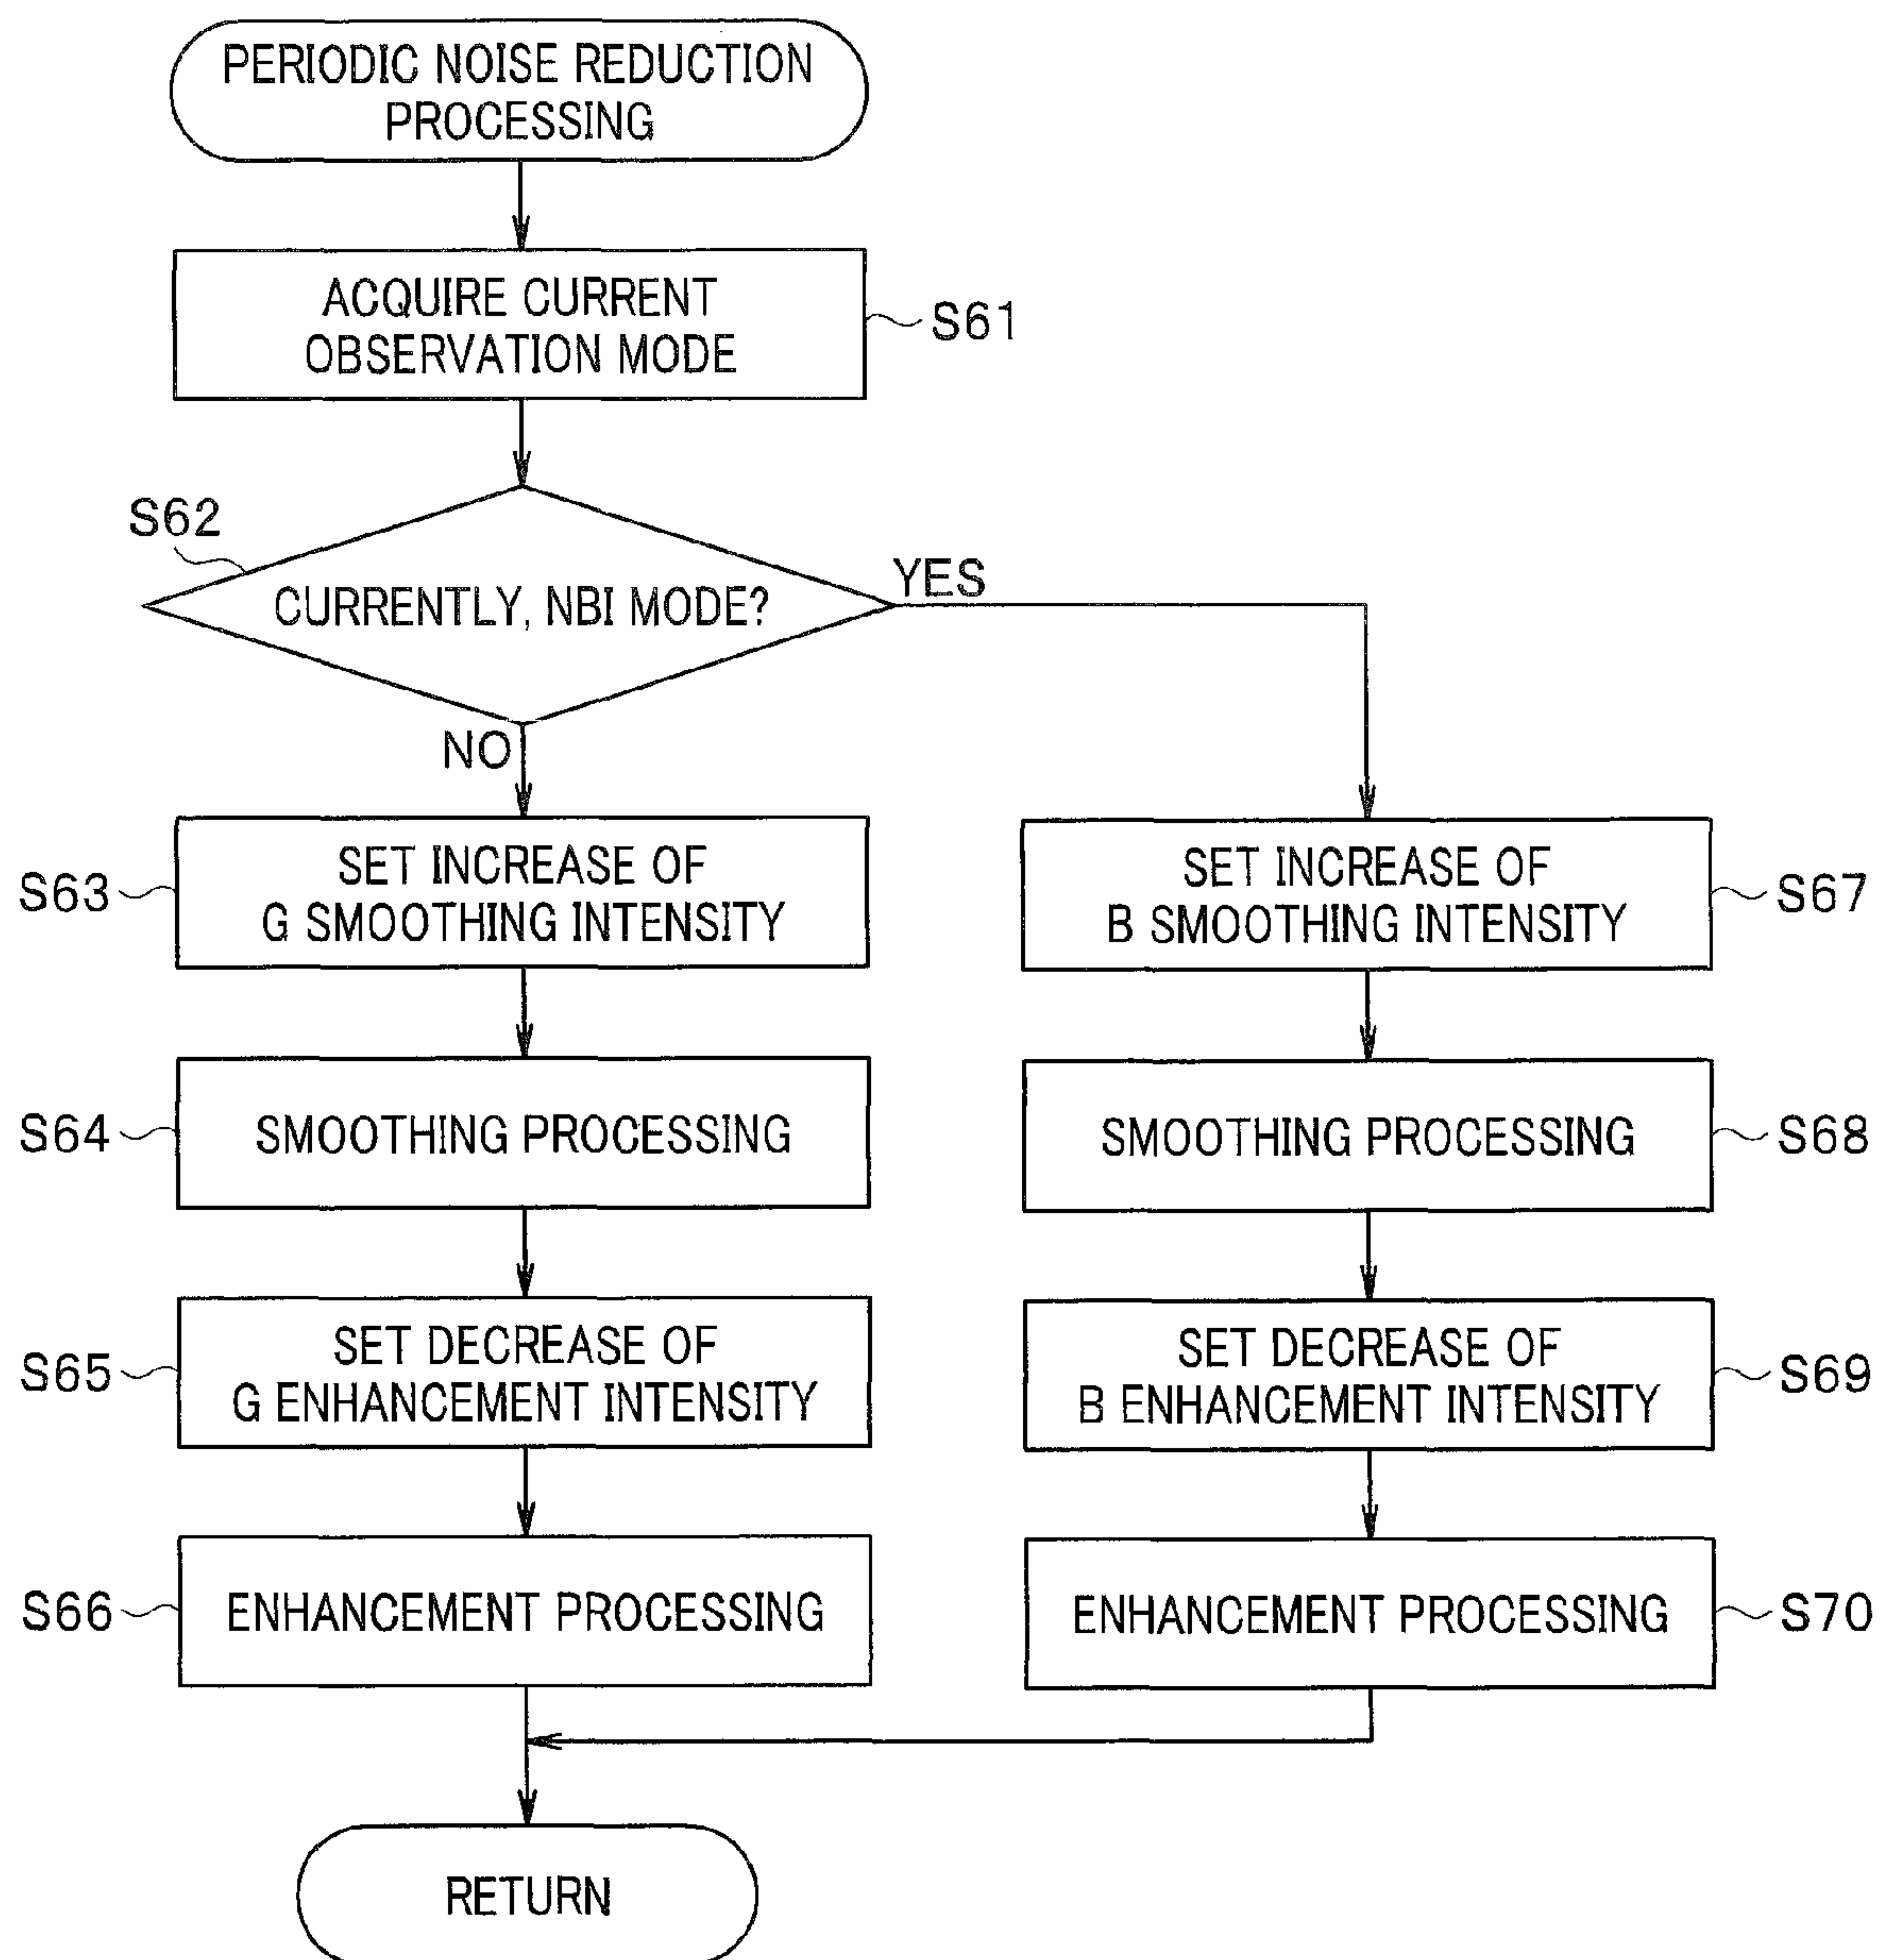 PERIODIC NOISE REDUCTION
PROCESSING
ACQUIRE CURRENT
OBSERVATION MODE
S61
S62
CURRENTLY, NBI MODE?
YES
NO
SET INCREASE OF
G SMOOTHING INTENSITY
S63
SMOOTHING PROCESSING
S64
SET DECREASE OF
G ENHANCEMENT INTENSITY
S65
ENHANCEMENT PROCESSING
S66
SET INCREASE OF
B SMOOTHING INTENSITY
S67
SMOOTHING PROCESSING
S68
SET DECREASE OF
B ENHANCEMENT INTENSITY
S69
ENHANCEMENT PROCESSING
S70
RETURN